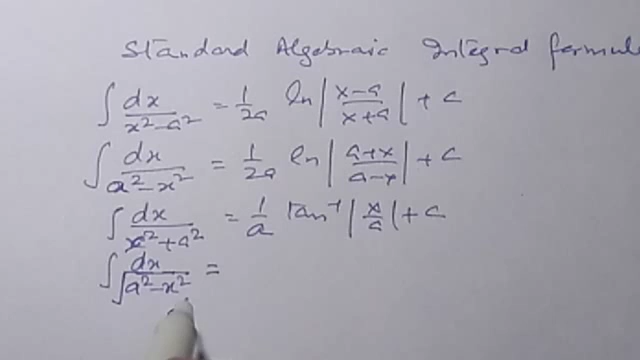 Standard Algebraic Integral formula
∫ dx/(x²-a²) = 1/2a ln |(x-a)/(x+a)| + c
∫ dx/(a²-x²) = 1/2a ln |(a+x)/(a-x)| + c
∫ dx/(x²+a²) = 1/a tan⁻¹ |x/a| + c
∫ dx/√(a²-x²) =